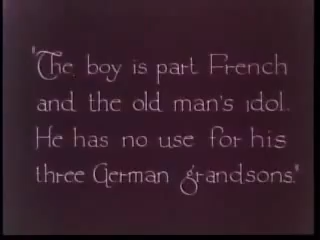 "The boy is part French
and the old man's idol.
He has no use for his
three German grandsons."